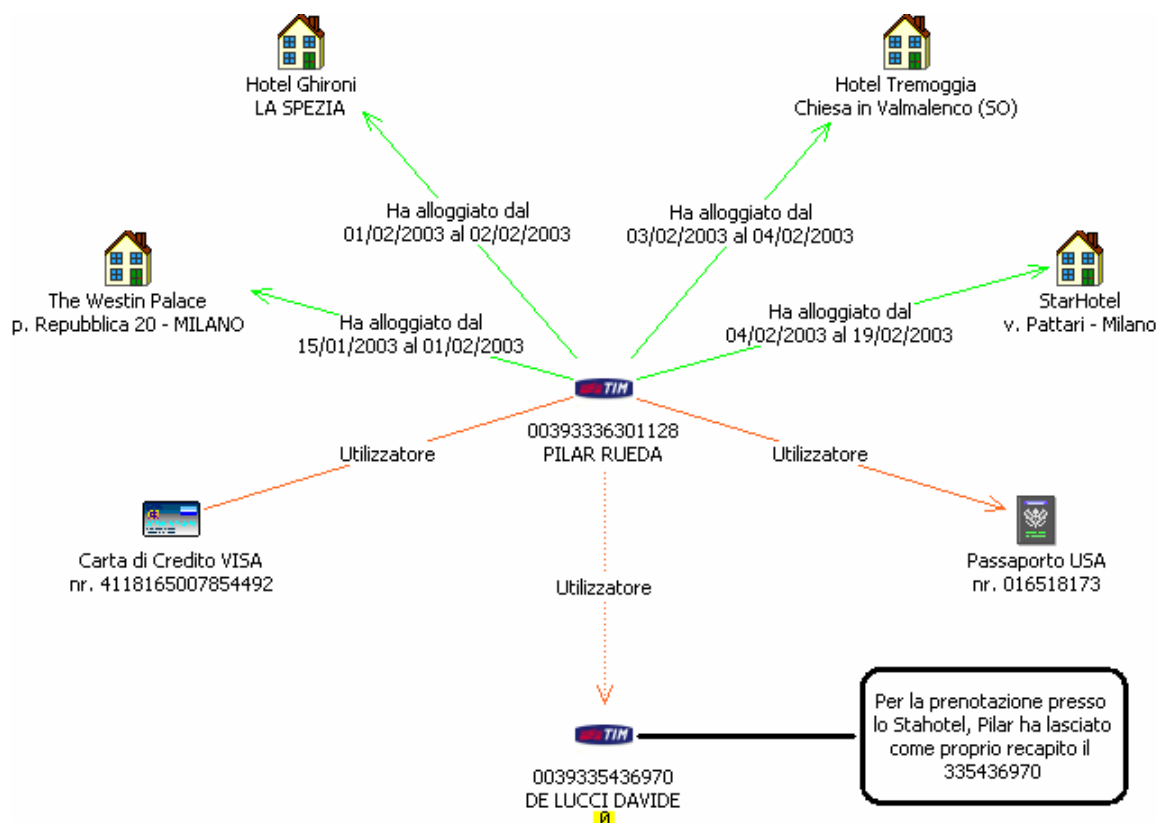 Hotel Ghironi
LA SPEZIA
Hotel Tremoggia
Chiesa in Valmalenco (SO)
Ha alloggiato dal
01/02/2003 al 02/02/2003
Ha alloggiato dal
03/02/2003 al 04/02/2003
The Westin Palace
p. Repubblica 20 - MILANO
StarHotel
v. Pattari - Milano
Ha alloggiato dal
15/01/2003 al 01/02/2003
Ha alloggiato dal
04/02/2003 al 19/02/2003
TIM
00393336301128
PILAR RUEDA
Utilizzatore
Utilizzatore
Carta di Credito VISA
nr. 4118165007854492
Passaporto USA
nr. 016518173
Utilizzatore
Per la prenotazione presso
lo Stahotel, Pilar ha lasciato
come proprio recapito il
335436970
TIM
0039335436970
DE LUCCI DAVIDE
0